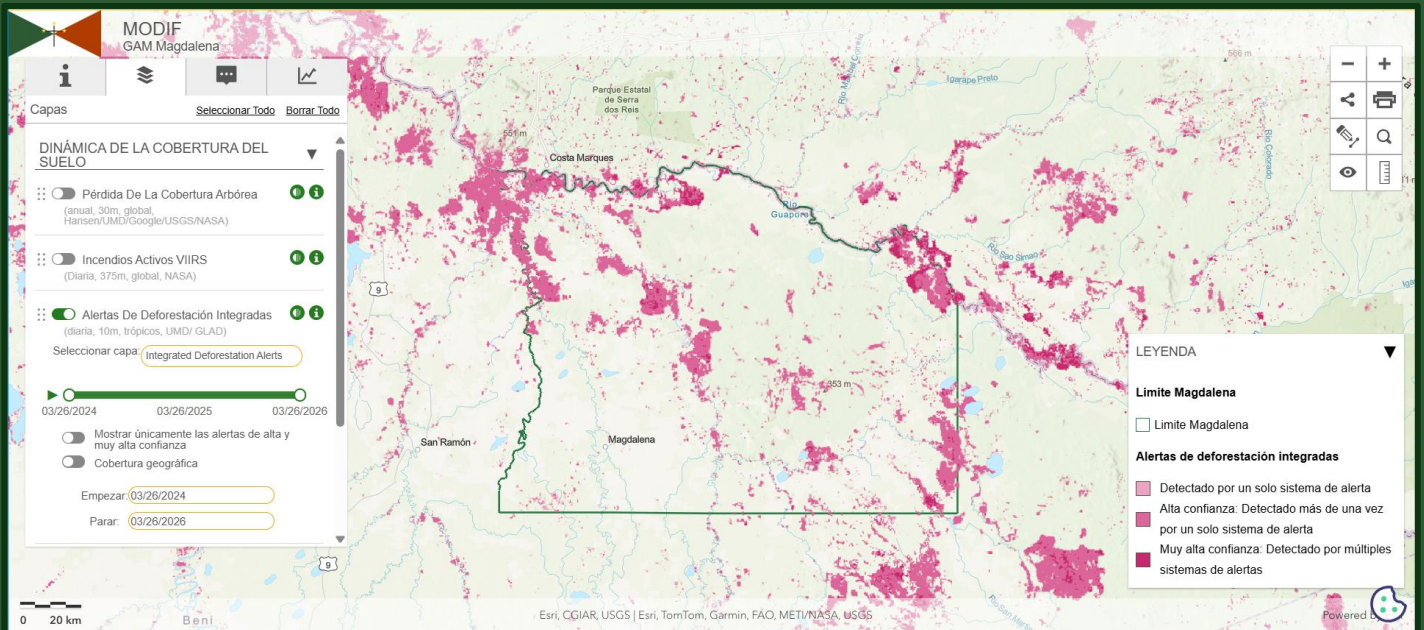 MODIF
GAM Magdalena
Capas
Seleccionar Todo
Borrar Todo
DINÁMICA DE LA COBERTURA DEL
SUELO
Pérdida De La Cobertura Arbórea
(anual, 30m, global,
Hansen/UMD/Google/USGS/NASA)
Incendios Activos VIIRS
(Diaria, 375m, global, NASA)
Alertas De Deforestación Integradas
(diaria, 10m, trópicos, UMD/ GLAD)
Seleccionar capa:
Integrated Deforestation Alerts
03/26/2024
03/26/2025
03/26/2026
Mostrar únicamente las alertas de alta y
muy alta confianza
Cobertura geográfica
Empezar:
03/26/2024
Parar:
03/26/2026
0
20 km
Beni
9
9
San Ramón
Magdalena
551 m
Costa Marques
Parque Estatal
de Serra
dos Reis
Igarape Preto
566 m
Rio Colorado
Río
Guaporé
Rio Sao Simao
353 m
LEYENDA
Limite Magdalena
Limite Magdalena
Alertas de deforestación integradas
Detectado por un solo sistema de alerta
Alta confianza: Detectado más de una vez
por un solo sistema de alerta
Muy alta confianza: Detectado por múltiples
sistemas de alertas
Esri, CGIAR, USGS | Esri, TomTom, Garmin, FAO, METI/NASA, USGS
Powered